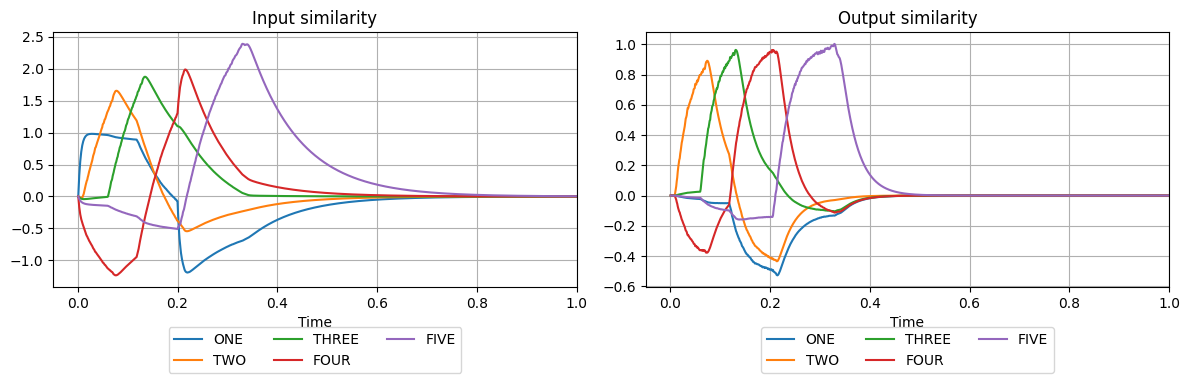 Input similarity
2.5
2.0
1.5
1.0
0.5
0.0
−0.5
−1.0
0.0 0.2 0.4 0.6 0.8 1.0
Time
ONE THREE FIVE
TWO FOUR
Output similarity
1.0
0.8
0.6
0.4
0.2
0.0
−0.2
−0.4
−0.6
0.0 0.2 0.4 0.6 0.8 1.0
Time
ONE THREE FIVE
TWO FOUR